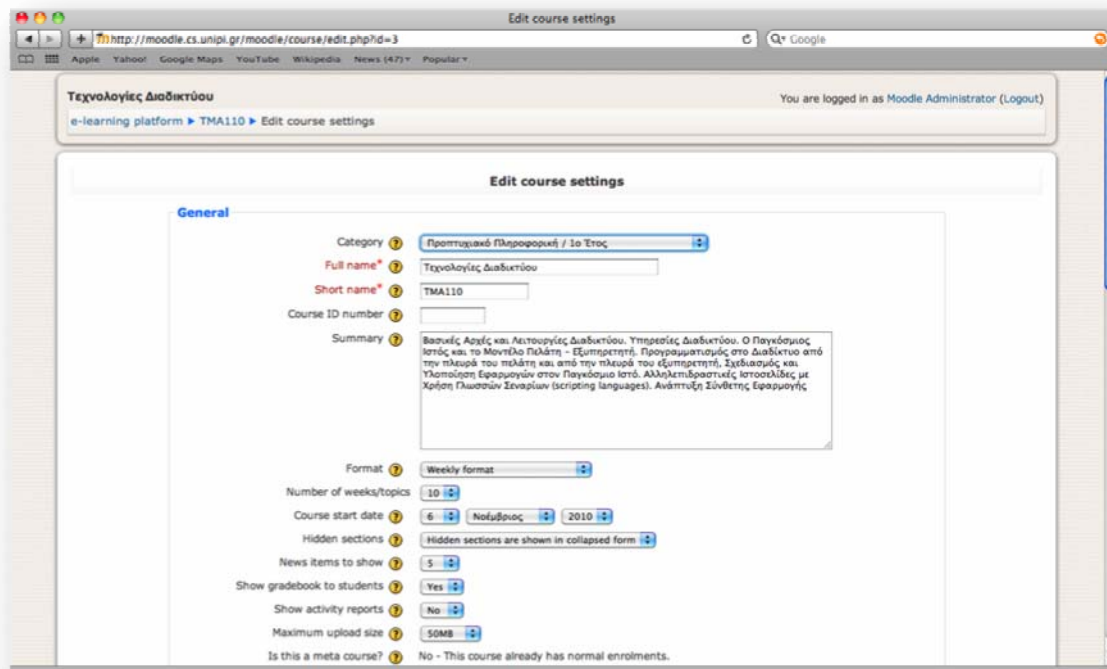 Edit course settings
http://moodle.cs.unipi.gr/moodle/course/edit.php?id=3
Google
Apple Yahoo! Google Maps YouTube Wikipedia News (47) Popular
Τεχνολογίες Διαδικτύου
You are logged in as Moodle Administrator (Logout)
e-learning platform ► TMA110 ► Edit course settings
Edit course settings
General
Category Προπτυχιακό Πληροφορική / 1ο Έτος
Full name* Τεχνολογίες Διαδικτύου
Short name* TMA110
Course ID number
Summary
Βασικές Αρχές και Λειτουργίες Διαδικτύου. Υπηρεσίες Διαδικτύου. Ο Παγκόσμιος
Ιστός και το Μοντέλο Πελάτη – Εξυπηρετητή. Προγραμματισμός στο Διαδίκτυο από
την πλευρά του πελάτη και από την πλευρά του εξυπηρετητή, Σχεδιασμός και
Υλοποίηση Εφαρμογών στον Παγκόσμιο Ιστό. Αλληλεπιδραστικές Ιστοσελίδες με
Χρήση Γλωσσών Σεναρίων (scripting languages). Ανάπτυξη Σύνθετης Εφαρμογής
Format Weekly format
Number of weeks/topics 10
Course start date 6 Νοέμβριος 2010
Hidden sections Hidden sections are shown in collapsed form
News items to show 5
Show gradebook to students Yes
Show activity reports No
Maximum upload size 50MB
Is this a meta course? No - This course already has normal enrolments.